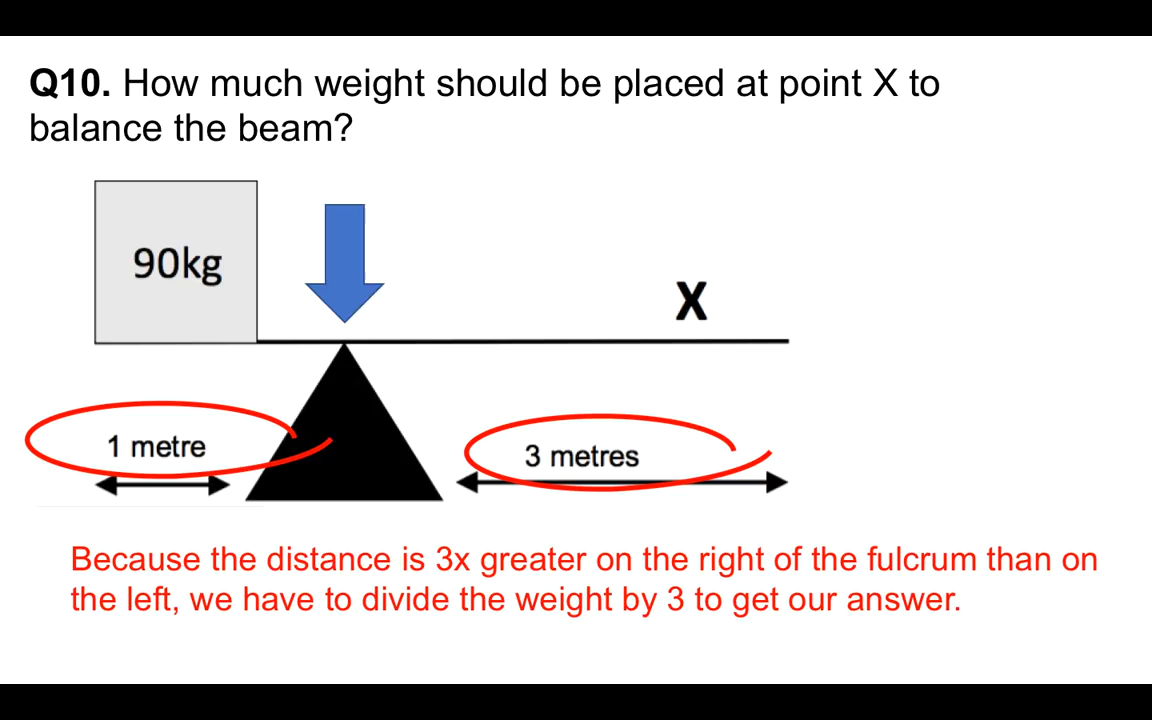 Q10. How much weight should be placed at point X to
balance the beam?
90kg
X
1 metre
3 metres
Because the distance is 3x greater on the right of the fulcrum than on
the left, we have to divide the weight by 3 to get our answer.